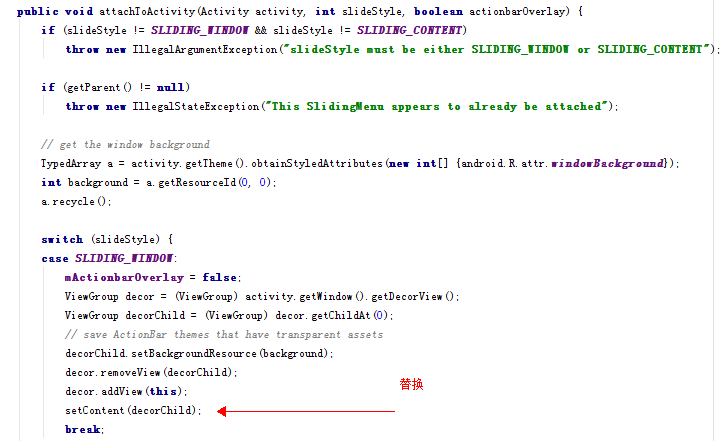 public void attachToActivity(Activity activity, int slideStyle, boolean actionbarOverlay) {
if (slideStyle != SLIDING_WINDOW && slideStyle != SLIDING_CONTENT)
throw new IllegalArgumentException("slideStyle must be either SLIDING_WINDOW or SLIDING_CONTENT");
if (getParent() != null)
throw new IllegalStateException("This SlidingMenu appears to already be attached");
// get the window background
TypedArray a = activity.getTheme().obtainStyledAttributes(new int[] {android.R.attr.windowBackground});
int background = a.getResourceId(0, 0);
a.recycle();
switch (slideStyle) {
case SLIDING_WINDOW:
mActionbarOverlay = false;
ViewGroup decor = (ViewGroup) activity.getWindow().getDecorView();
ViewGroup decorChild = (ViewGroup) decor.getChildAt(0);
// save ActionBar themes that have transparent assets
decorChild.setBackgroundResource(background);
decor.removeView(decorChild);
decor.addView(this);
替换
setContent(decorChild);
break;